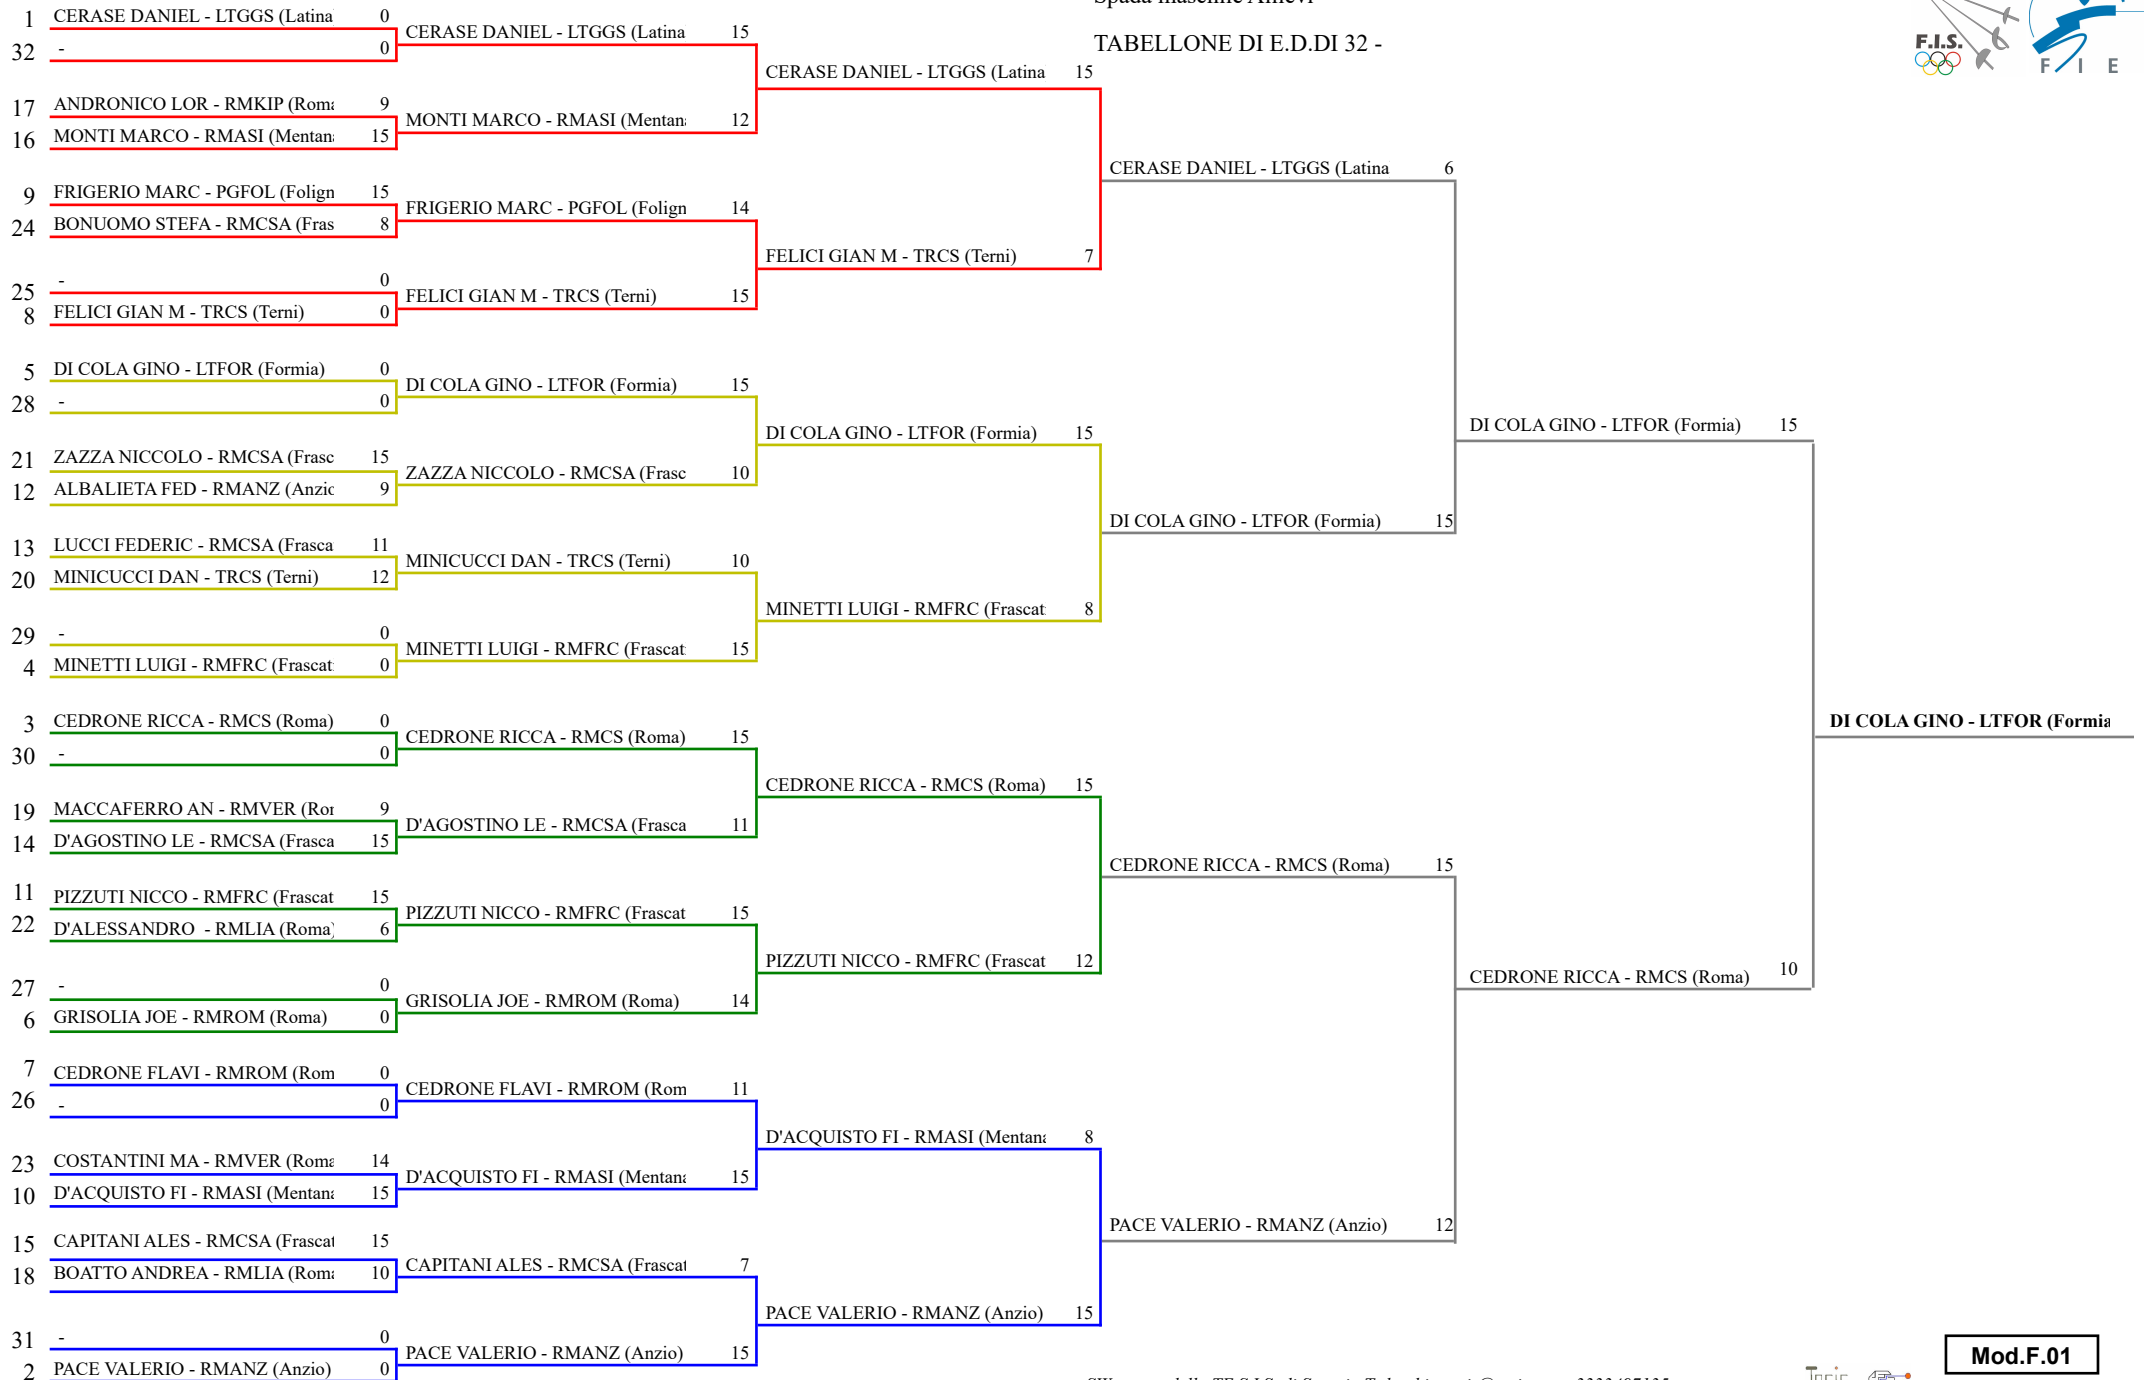 TABELLONE DI E.D.DI 32 -
F.I.S.
F I E
1 CERASE DANIEL - LTGGS (Latina 0
32 - 0
17 ANDRONICO LOR - RMKIP (Roma 9
16 MONTI MARCO - RMASI (Mentana 15
9 FRIGERIO MARC - PGFOL (Folign 15
24 BONUOMO STEFA - RMCSA (Fras 8
25 - 0
8 FELICI GIAN M - TRCS (Terni) 0
5 DI COLA GINO - LTFOR (Formia) 0
28 - 0
21 ZAZZA NICCOLO - RMCSA (Frasc 15
12 ALBALIETA FED - RMANZ (Anzio 9
13 LUCCI FEDERIC - RMCSA (Frasca 11
20 MINICUCCI DAN - TRCS (Terni) 12
29 - 0
4 MINETTI LUIGI - RMFRC (Frascat 0
3 CEDRONE RICCA - RMCS (Roma) 0
30 - 0
19 MACCAFERRO AN - RMVER (Ror 9
14 D'AGOSTINO LE - RMCSA (Frasca 15
11 PIZZUTI NICCO - RMFRC (Frascat 15
22 D'ALESSANDRO - RMLIA (Roma) 6
27 - 0
6 GRISOLIA JOE - RMROM (Roma) 0
7 CEDRONE FLAVI - RMROM (Rom 0
26 - 0
23 COSTANTINI MA - RMVER (Roma 14
10 D'ACQUISTO FI - RMASI (Mentana 15
15 CAPITANI ALES - RMCSA (Frascat 15
18 BOATTO ANDREA - RMLIA (Roma 10
31 - 0
2 PACE VALERIO - RMANZ (Anzio) 0
CERASE DANIEL - LTGGS (Latina 15
MONTI MARCO - RMASI (Mentana 12
FRIGERIO MARC - PGFOL (Folign 14
FELICI GIAN M - TRCS (Terni) 15
DI COLA GINO - LTFOR (Formia) 15
ZAZZA NICCOLO - RMCSA (Frasc 10
MINICUCCI DAN - TRCS (Terni) 10
MINETTI LUIGI - RMFRC (Frascat 15
CEDRONE RICCA - RMCS (Roma) 15
D'AGOSTINO LE - RMCSA (Frasca 11
PIZZUTI NICCO - RMFRC (Frascat 15
GRISOLIA JOE - RMROM (Roma) 14
CEDRONE FLAVI - RMROM (Rom 11
D'ACQUISTO FI - RMASI (Mentana 15
CAPITANI ALES - RMCSA (Frascat 7
PACE VALERIO - RMANZ (Anzio) 15
CERASE DANIEL - LTGGS (Latina 15
FELICI GIAN M - TRCS (Terni) 7
DI COLA GINO - LTFOR (Formia) 15
MINETTI LUIGI - RMFRC (Frascat 8
CEDRONE RICCA - RMCS (Roma) 15
PIZZUTI NICCO - RMFRC (Frascat 12
D'ACQUISTO FI - RMASI (Mentana 8
PACE VALERIO - RMANZ (Anzio) 15
CERASE DANIEL - LTGGS (Latina 6
DI COLA GINO - LTFOR (Formia) 15
CEDRONE RICCA - RMCS (Roma) 15
PACE VALERIO - RMANZ (Anzio) 12
DI COLA GINO - LTFOR (Formia) 15
CEDRONE RICCA - RMCS (Roma) 10
DI COLA GINO - LTFOR (Formia
Mod.F.01